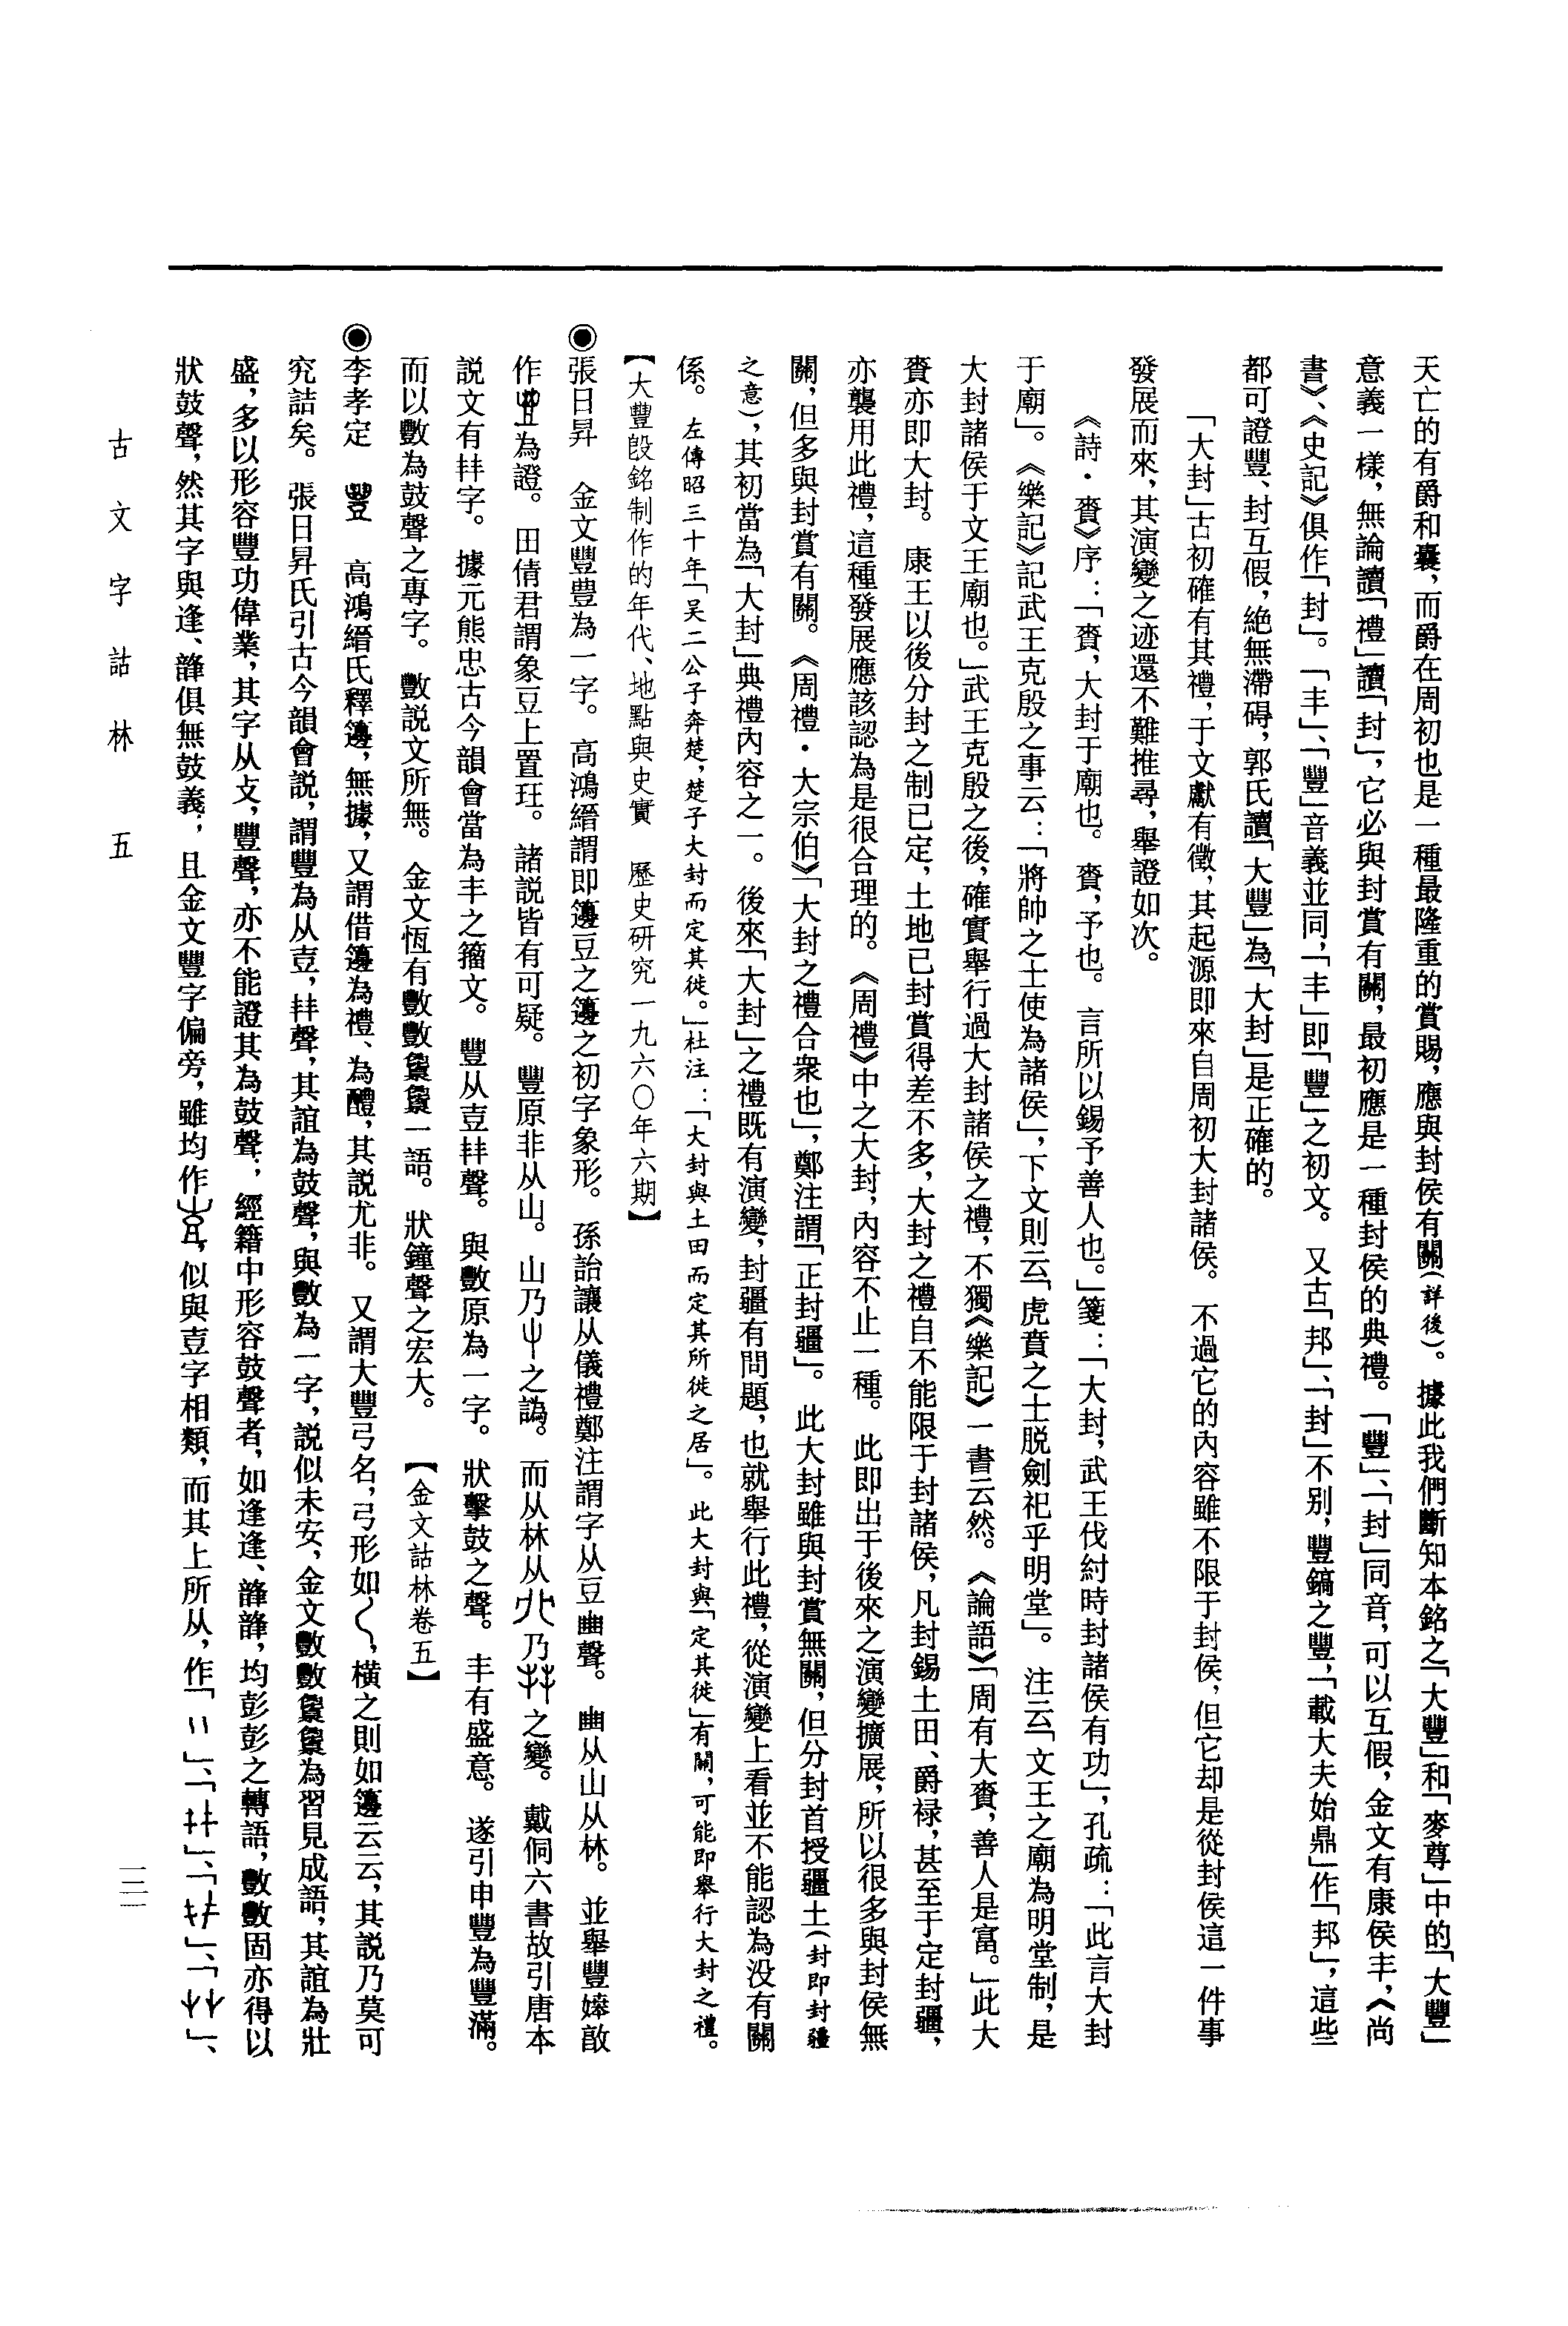 天亡的有爵和囊，而爵在周初也是一種最隆重的賞賜，應與封侯有關（詳後）。據此我們斷知本銘之「大豐」和「麥尊」中的「大豐」
意義一樣，無論讀「禮」讀「封」，它必與封賞有關，最初應是一種封侯的典禮。「豐」、「封」同音，可以互假，金文有康侯丰，《尚
書》、《史記》俱作「封」。「丰」、「豐」音義並同，「丰」即「豐」之初文。又古「邦」、「封」不別，豐鎬之豐，「載大夫始鼎」作「邦」，這些
都可證豐、封互假，絕無滯碍，郭氏讀「大豐」為「大封」是正確的。
「大封」古初確有其禮，于文獻有徵，其起源即來自周初大封諸侯。不過它的內容雖不限于封侯，但它却是從封侯這一件事
發展而來，其演變之迹還不難推尋，舉證如次。
《詩·賚》序：「賚，大封于廟也。賚，予也。言所以錫予善人也。」箋：「大封，武王伐紂時封諸侯有功」，孔疏：「此言大封
于廟」。《樂記》記武王克殷之事云：「將帥之士使為諸侯」，下文則云「虎賁之士脱劍祀乎明堂」。注云「文王之廟為明堂制，是
大封諸侯于文王廟也。」武王克殷之後，確實舉行過大封諸侯之禮，不獨《樂記》一書云然。《論語》「周有大賚，善人是富。」此大
賚亦即大封。康王以後分封之制已定，土地已封賞得差不多，大封之禮自不能限于封諸侯，凡封錫土田、爵禄，甚至于定封疆，
亦襲用此禮，這種發展應該認為是很合理的。《周禮》中之大封，內容不止一種。此即出于後來之演變擴展，所以很多與封侯無
關，但多與封賞有關。《周禮·大宗伯》「大封之禮合衆也」，鄭注謂「正封疆」。此大封雖與封賞無關，但分封首授疆土（封即封疆
之意），其初當為「大封」典禮內容之一。後來「大封」之禮既有演變，封疆有問題，也就舉行此禮，從演變上看並不能認為没有關
係。左傳昭三十年「吴二公子奔楚，楚子大封而定其徙。」杜注：「大封與土田而定其所徙之居」。此大封與「定其徙」有關，可能即舉行大封之禮。
【大豐𣪘銘制作的年代、地點與史實　歷史研究一九六〇年六期】
◉張日昇　金文豐豊為一字。高鴻縉謂即籩豆之籩之初字象形。孫詒讓从儀禮鄭注謂字从豆𠁳聲。𠁳从山从林。並舉豐嬗敢
作為證。田倩君謂象豆上置玨。諸説皆有可疑。豐原非从山。山乃之譌。而从林从乃之變。戴侗六書故引唐本
説文有𢆉字。據元熊忠古今韻會當為丰之籀文。豐从壴𢆉聲。與𪔳原為一字。狀擊鼓之聲。丰有盛意。遂引申豐為豐滿。
而以𪔳為鼓聲之專字。𪔳説文所無。金文恆有一語。狀鐘聲之宏大。【金文詁林卷五】
◉李孝定　高鴻縉氏釋籩，無據，又謂借籩為禮、為醴，其説尤非。又謂大豐弓名，弓形如，橫之則如籩云云，其説乃莫可
究詰矣。張日昇氏引古今韻會説，謂豐為从壴，聲，其誼為鼓聲，與為一字，説似未安，金文為習見成語，其誼為壯
盛，多以形容豐功偉業，其字从攴，豐聲，亦不能證其為鼓聲；經籍中形容鼓聲者，如逢逢、韸韸，均彭彭之轉語，固亦得以
狀鼓聲，然其字與逢、韸俱無鼓義；且金文豐字偏旁，雖均作，似與壴字相類，而其上所从，作「」、「」、「」、「」、
古文字詁林　五
一三一